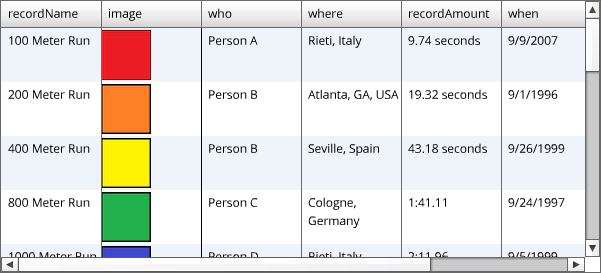 recordName image who where recordAmount when
100 Meter Run Person A Rieti, Italy 9.74 seconds 9/9/2007
200 Meter Run Person B Atlanta, GA, USA 19.32 seconds 9/1/1996
400 Meter Run Person B Seville, Spain 43.18 seconds 9/26/1999
800 Meter Run Person C Cologne, 1:41.11 9/24/1997
Germany
1000 Meter Run Person D Rieti, Italy 2:11.96 9/5/1999